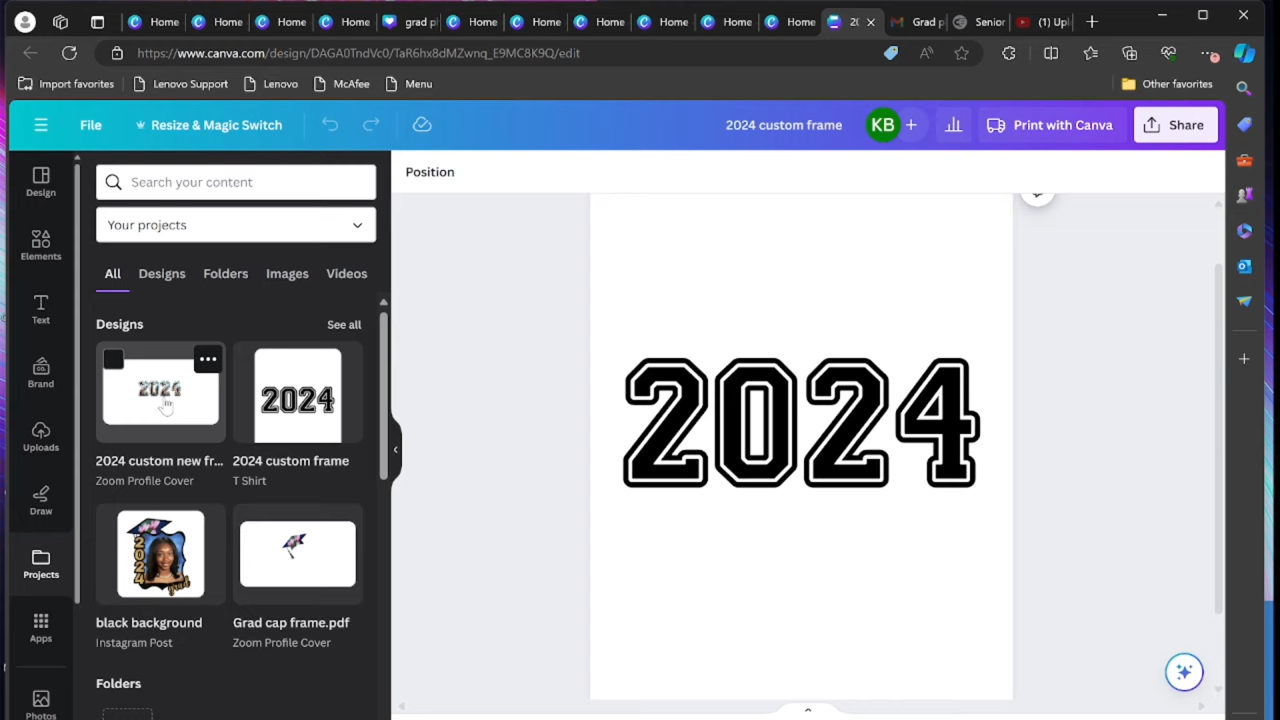 Home
Home
Home
Home
grad p
Home
Home
Home
Home
Home
Home
20
Grad p
Senior
(1) Upl
https://www.canva.com/design/DAGA0TndVc0/TaR6hx8dMZwnq_E9MC8K9Q/edit
Import favorites
Lenovo Support
Lenovo
McAfee
Menu
Other favorites
File
Resize & Magic Switch
2024 custom frame
KB
Print with Canva
Share
Design
Elements
Text
Brand
Uploads
Draw
Projects
Apps
Photos
Search your content
Your projects
All
Designs
Folders
Images
Videos
Designs
See all
2024
2024
2024 custom new fr...
2024 custom frame
Zoom Profile Cover
T Shirt
2024
grad
black background
Grad cap frame.pdf
Instagram Post
Zoom Profile Cover
Folders
Position
2024